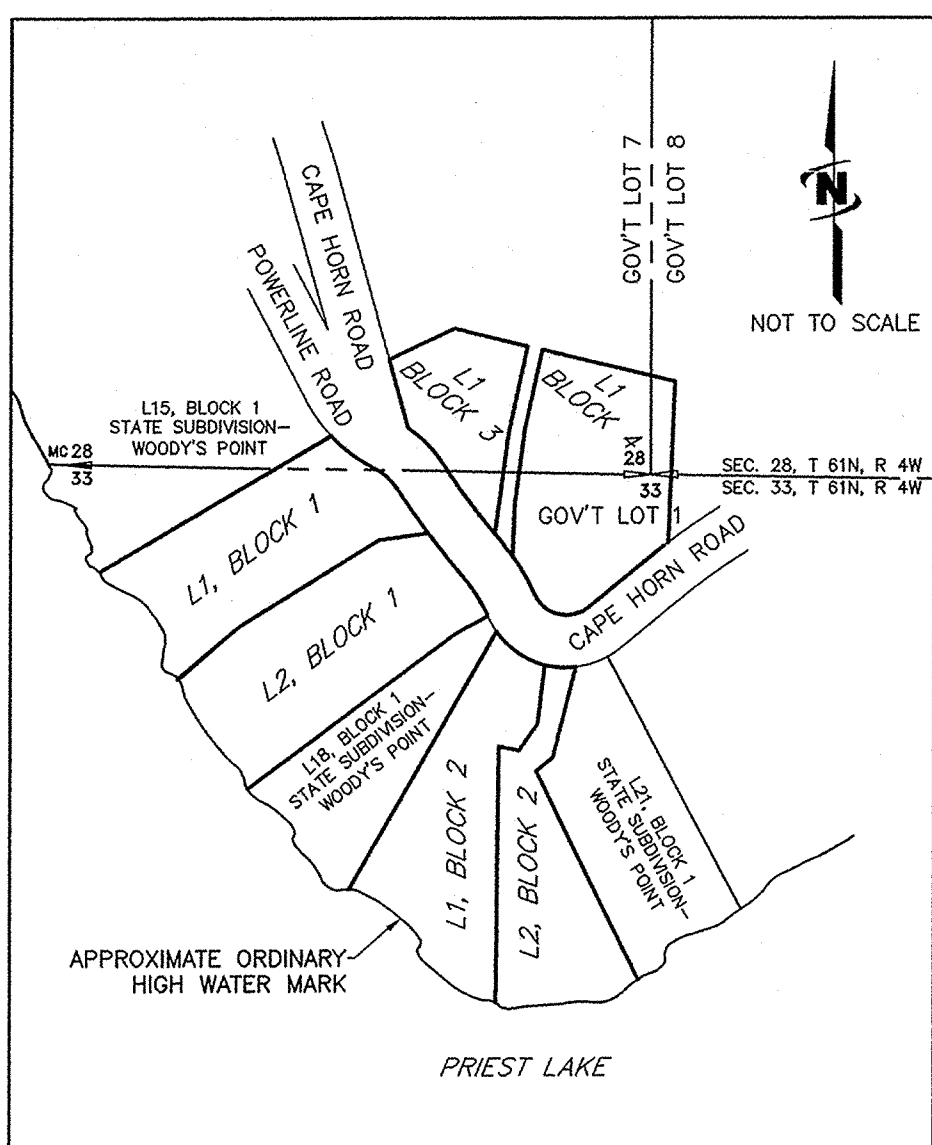 GOV'T LOT 7
GOV'T LOT 8
N
NOT TO SCALE
CAPE HORN ROAD
POWERLINE ROAD
L1
BLOCK 3
L1
BLOCK
4
L15, BLOCK 1
STATE SUBDIVISION-
WOODY'S POINT
MC 28
33
28
33
SEC. 28, T 61N, R 4W
SEC. 33, T 61N, R 4W
GOV'T LOT 1
L1, BLOCK 1
CAPE HORN ROAD
L2, BLOCK 1
L18, BLOCK 1
STATE SUBDIVISION-
WOODY'S POINT
L1, BLOCK 2
L2, BLOCK 2
L21, BLOCK 1
STATE SUBDIVISION-
WOODY'S POINT
APPROXIMATE ORDINARY
HIGH WATER MARK
PRIEST LAKE